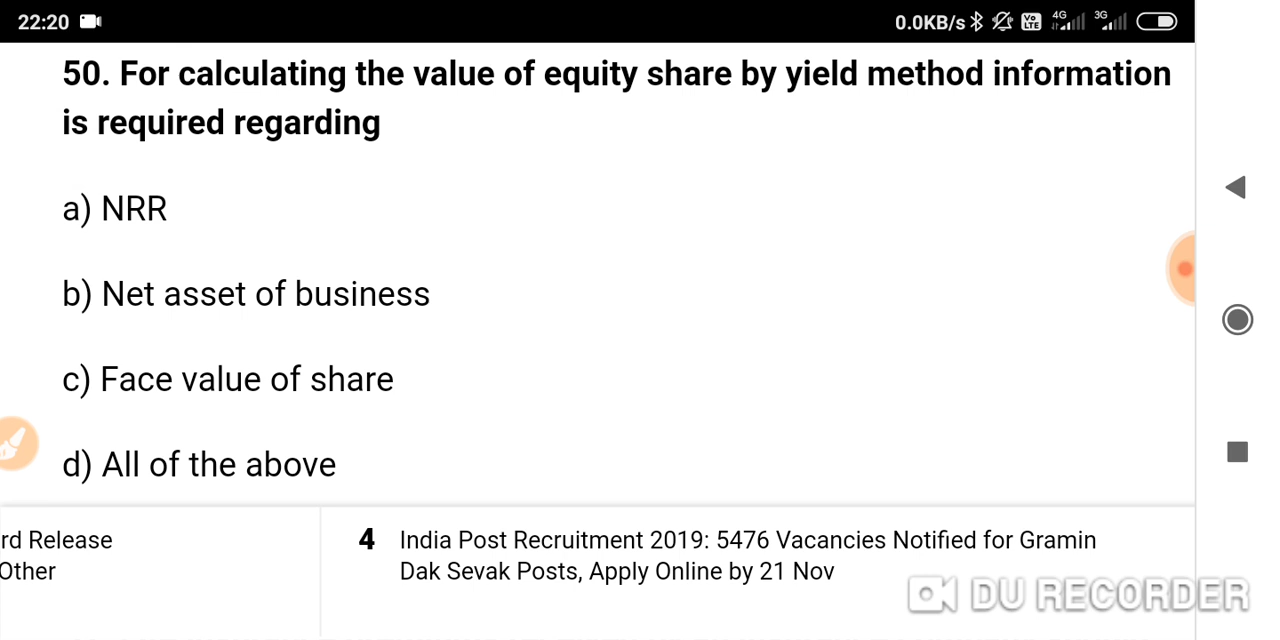 22:20
0.0KB/s
Vo LTE
4G
3G
50. For calculating the value of equity share by yield method information
is required regarding
a) NRR
b) Net asset of business
c) Face value of share
d) All of the above
rd Release
Other
4 India Post Recruitment 2019: 5476 Vacancies Notified for Gramin
Dak Sevak Posts, Apply Online by 21 Nov
DU RECORDER